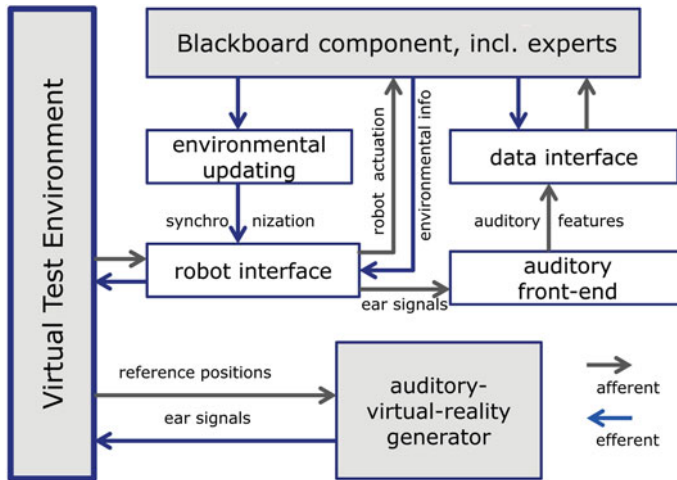 Blackboard component, incl. experts
Virtual Test Environment
environmental
updating
robot actuation
environmental info
data interface
synchro nization
auditory features
robot interface
auditory
front-end
ear signals
reference positions
auditory-
virtual-reality
generator
ear signals
afferent
efferent